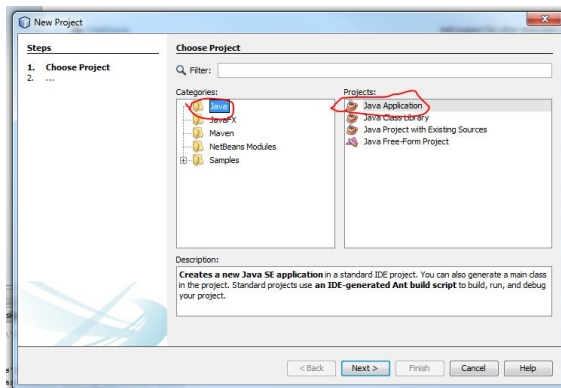 New Project
Steps
1. Choose Project
2. ...
Choose Project
Filter:
Categories:
Java
JavaFX
Maven
NetBeans Modules
Samples
Projects:
Java Application
Java Class Library
Java Project with Existing Sources
Java Free-Form Project
Description:
Creates a new Java SE application in a standard IDE project. You can also generate a main class
in the project. Standard projects use an IDE-generated Ant build script to build, run, and debug
your project.
< Back
Next >
Finish
Cancel
Help